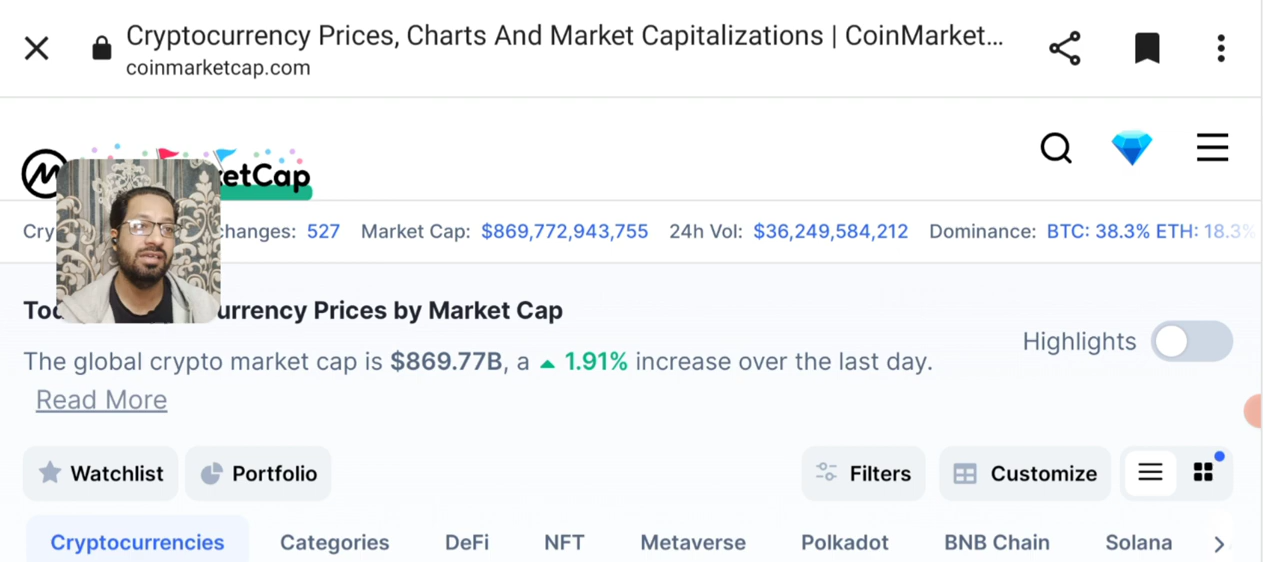 Cryptocurrency Prices, Charts And Market Capitalizations | CoinMarket...
coinmarketcap.com
etCap
Cry changes: 527 Market Cap: $869,772,943,755 24h Vol: $36,249,584,212 Dominance: BTC: 38.3% ETH: 18.3%
Tod urrency Prices by Market Cap
The global crypto market cap is $869.77B, a ▲ 1.91% increase over the last day.
Read More
Highlights
Watchlist Portfolio Filters Customize
Cryptocurrencies Categories DeFi NFT Metaverse Polkadot BNB Chain Solana